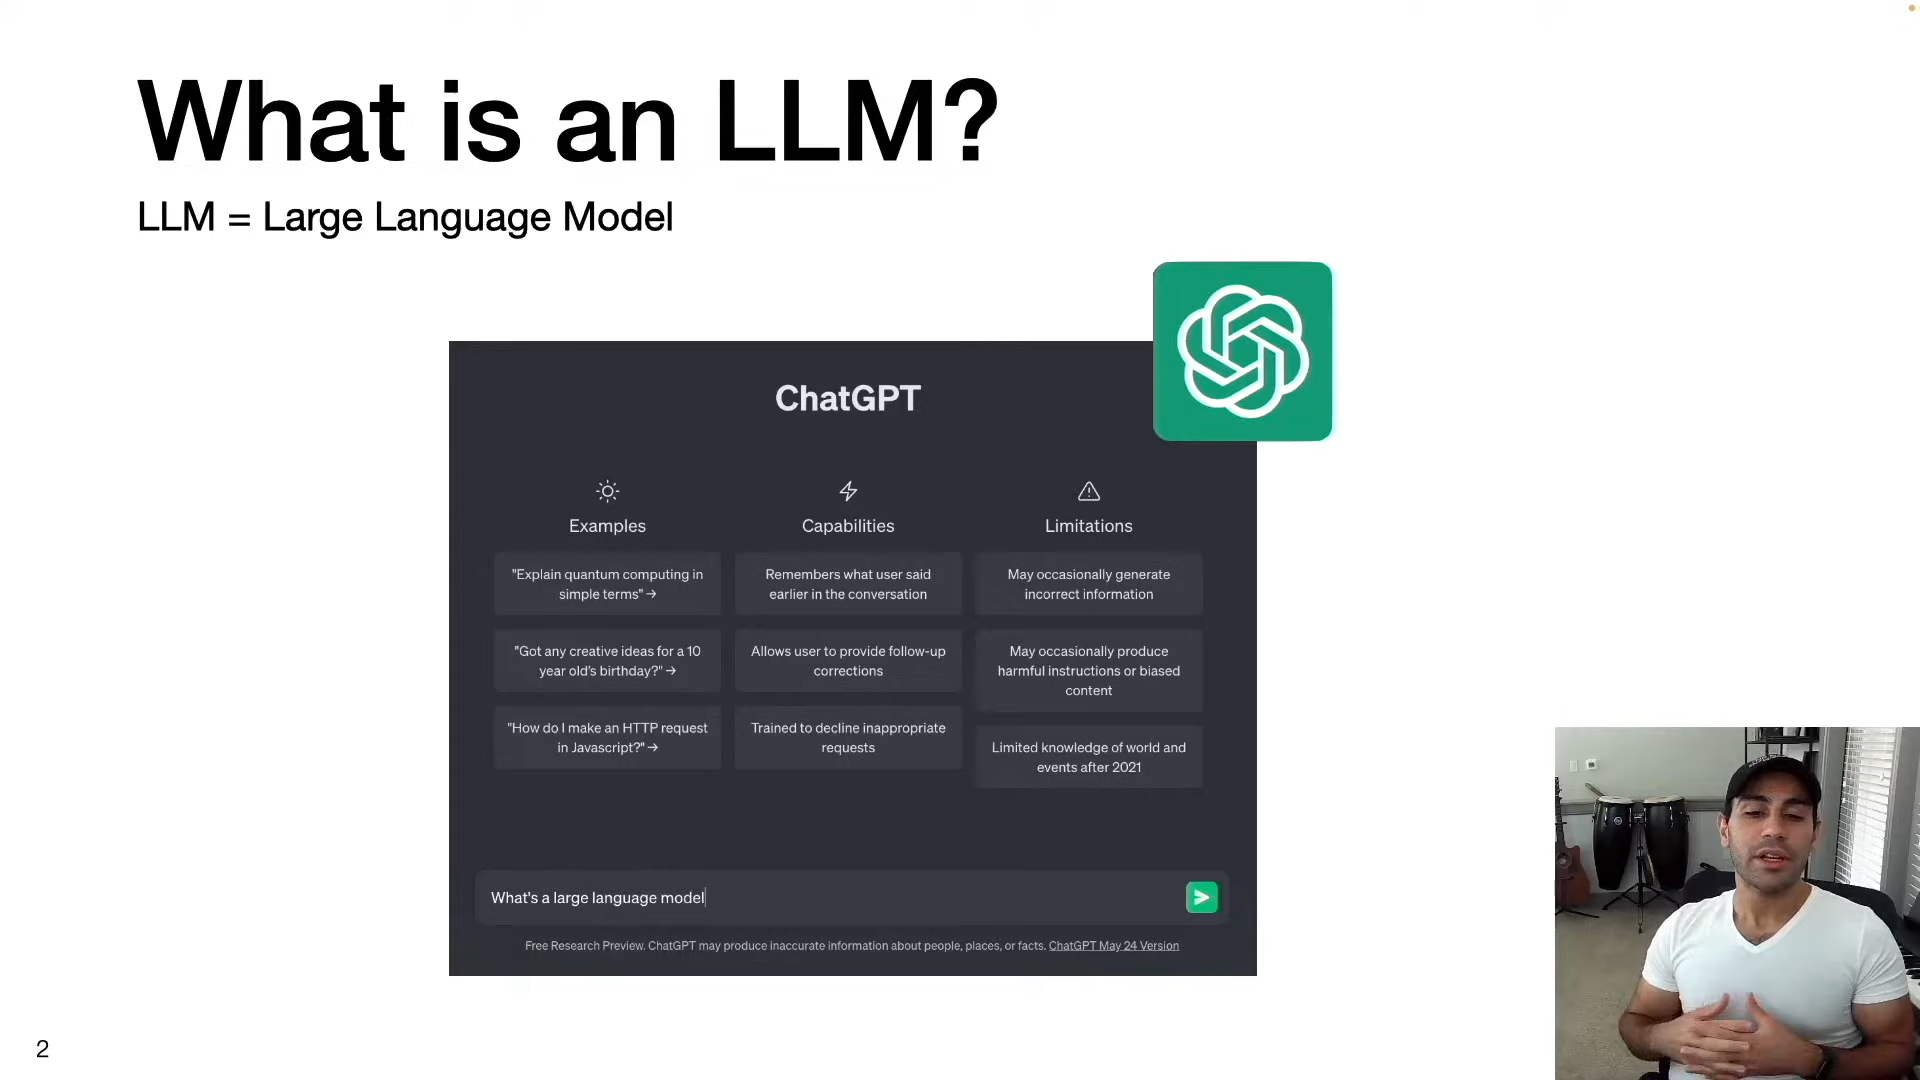 What is an LLM?
LLM = Large Language Model
ChatGPT
Examples
"Explain quantum computing in
simple terms" →
"Got any creative ideas for a 10
year old's birthday?" →
"How do I make an HTTP request
in Javascript?" →
Capabilities
Remembers what user said
earlier in the conversation
Allows user to provide follow-up
corrections
Trained to decline inappropriate
requests
Limitations
May occasionally generate
incorrect information
May occasionally produce
harmful instructions or biased
content
Limited knowledge of world and
events after 2021
What's a large language model
Free Research Preview. ChatGPT may produce inaccurate information about people, places, or facts. ChatGPT May 24 Version
2